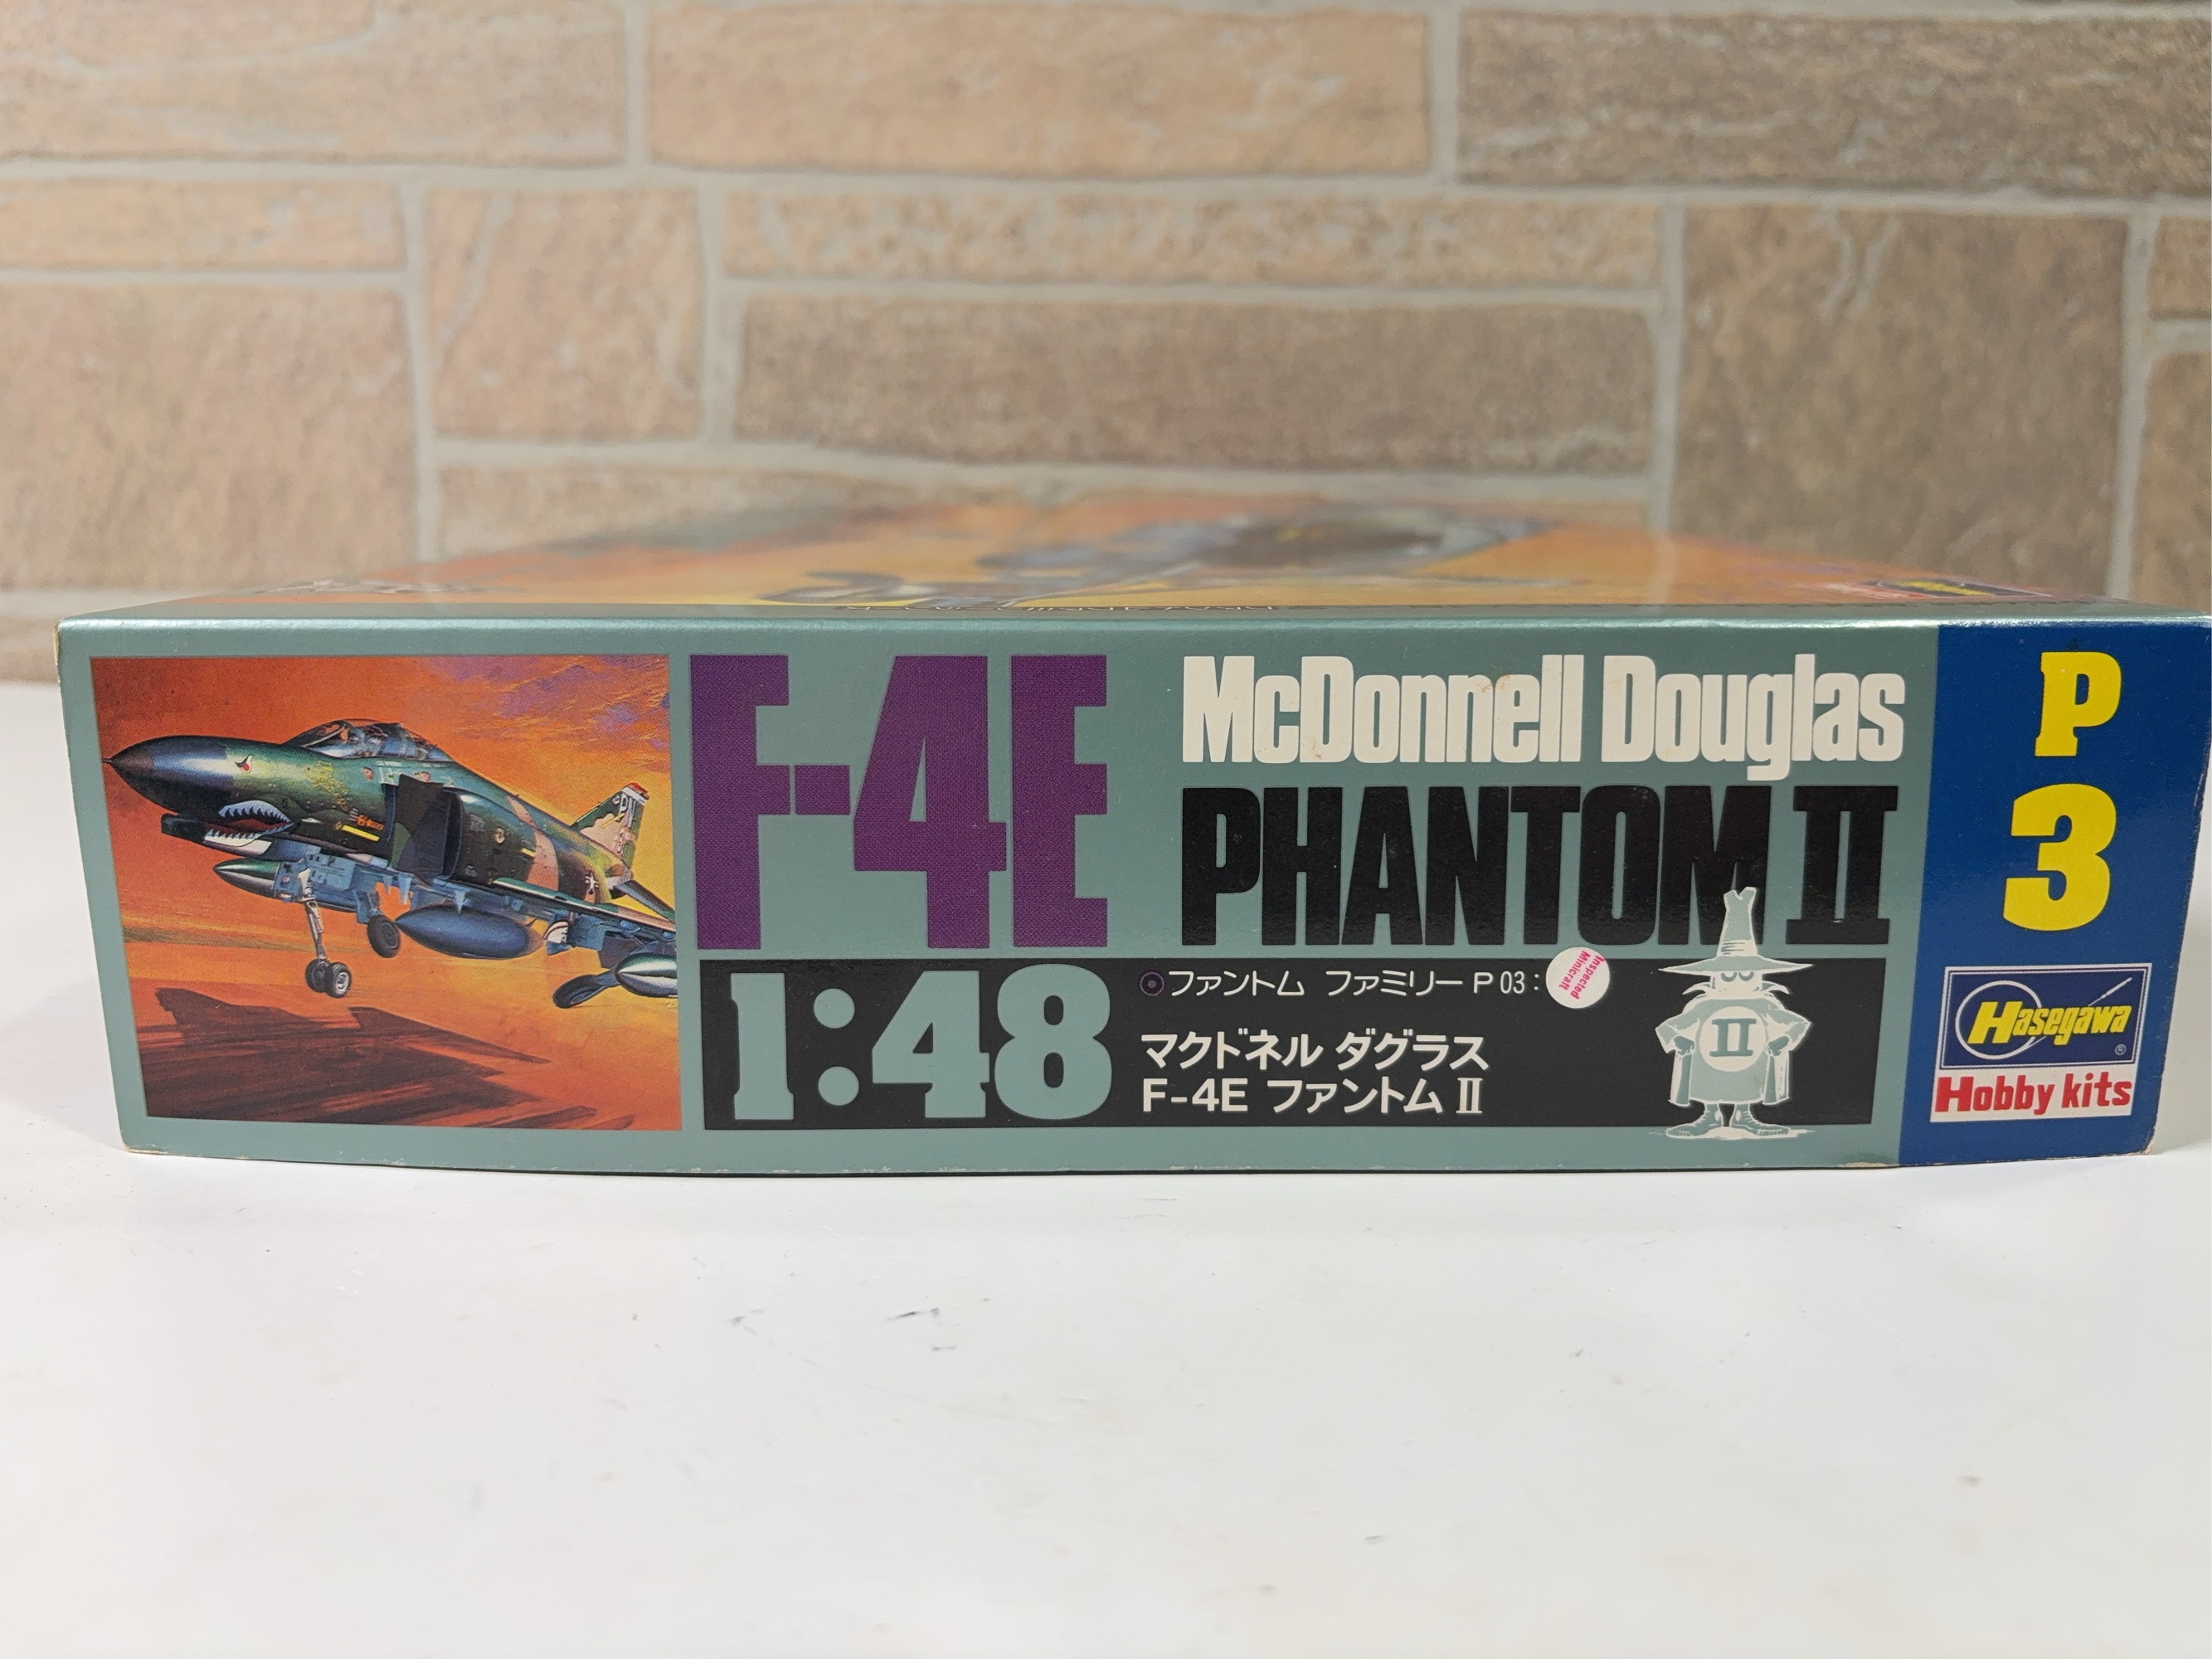 F-4E
McDonnell Douglas
PHANTOM II
1:48
ファントム ファミリー P 03:
Inspected
Minicraft
マクドネル ダグラス
F-4E ファントム II
II
P
3
Hasegawa ®
Hobby kits